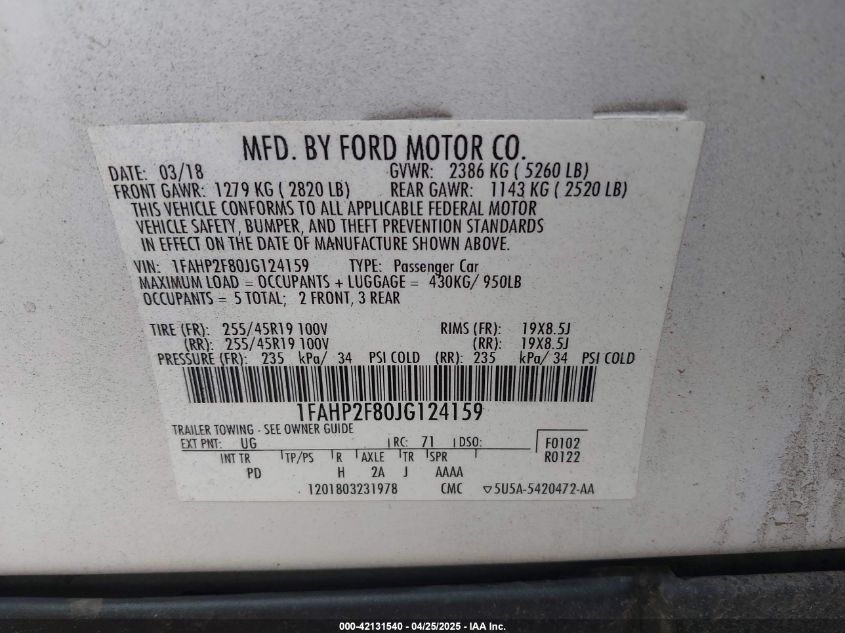 MFD. BY FORD MOTOR CO.
DATE: 03/18 GVWR: 2386 KG ( 5260 LB)
FRONT GAWR: 1279 KG ( 2820 LB) REAR GAWR: 1143 KG ( 2520 LB)
THIS VEHICLE CONFORMS TO ALL APPLICABLE FEDERAL MOTOR
VEHICLE SAFETY, BUMPER, AND THEFT PREVENTION STANDARDS
IN EFFECT ON THE DATE OF MANUFACTURE SHOWN ABOVE.
VIN: 1FAHP2F80JG124159 TYPE: Passenger Car
MAXIMUM LOAD = OCCUPANTS + LUGGAGE = 430KG/ 950LB
OCCUPANTS = 5 TOTAL; 2 FRONT, 3 REAR
TIRE (FR): 255/45R19 100V RIMS (FR): 19X8.5J
(RR): 255/45R19 100V (RR): 19X8.5J
PRESSURE (FR): 235 kPa/ 34 PSI COLD (RR): 235 kPa/ 34 PSI COLD
1FAHP2F80JG124159
TRAILER TOWING - SEE OWNER GUIDE
EXT PNT: UG RC: 71 DSO: F0102
INT TR TP/PS R AXLE TR SPR R0122
PD H 2A J AAAA
1201803231978 CMC ▽5U5A-5420472-AA
000-42131540 - 04/25/2025 - IAA Inc.